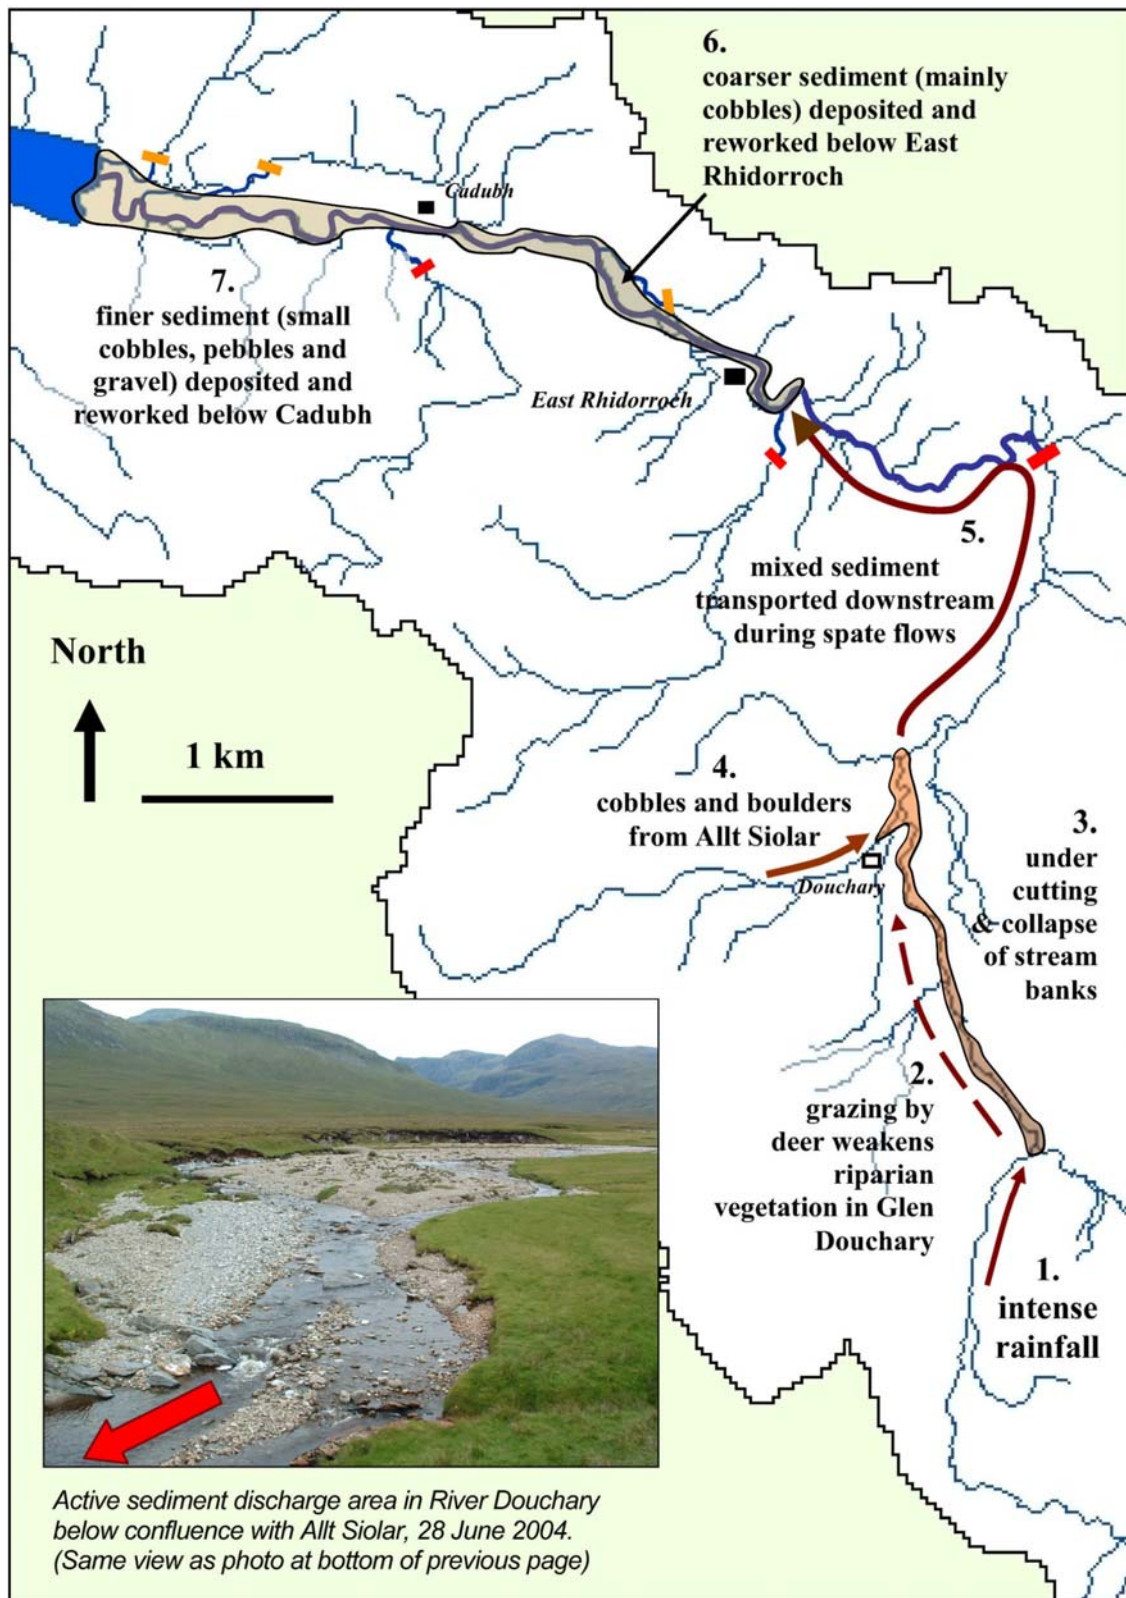 6.
coarser sediment (mainly
cobbles) deposited and
reworked below East
Rhidorroch
Cadubh
7.
finer sediment (small
cobbles, pebbles and
gravel) deposited and
reworked below Cadubh
East Rhidorroch
5.
mixed sediment
transported downstream
during spate flows
North
1 km
4.
cobbles and boulders
from Allt Siolar
Douchary
3.
under
cutting
& collapse
of stream
banks
2.
grazing by
deer weakens
riparian
vegetation in Glen
Douchary
1.
intense
rainfall
Active sediment discharge area in River Douchary
below confluence with Allt Siolar, 28 June 2004.
(Same view as photo at bottom of previous page)